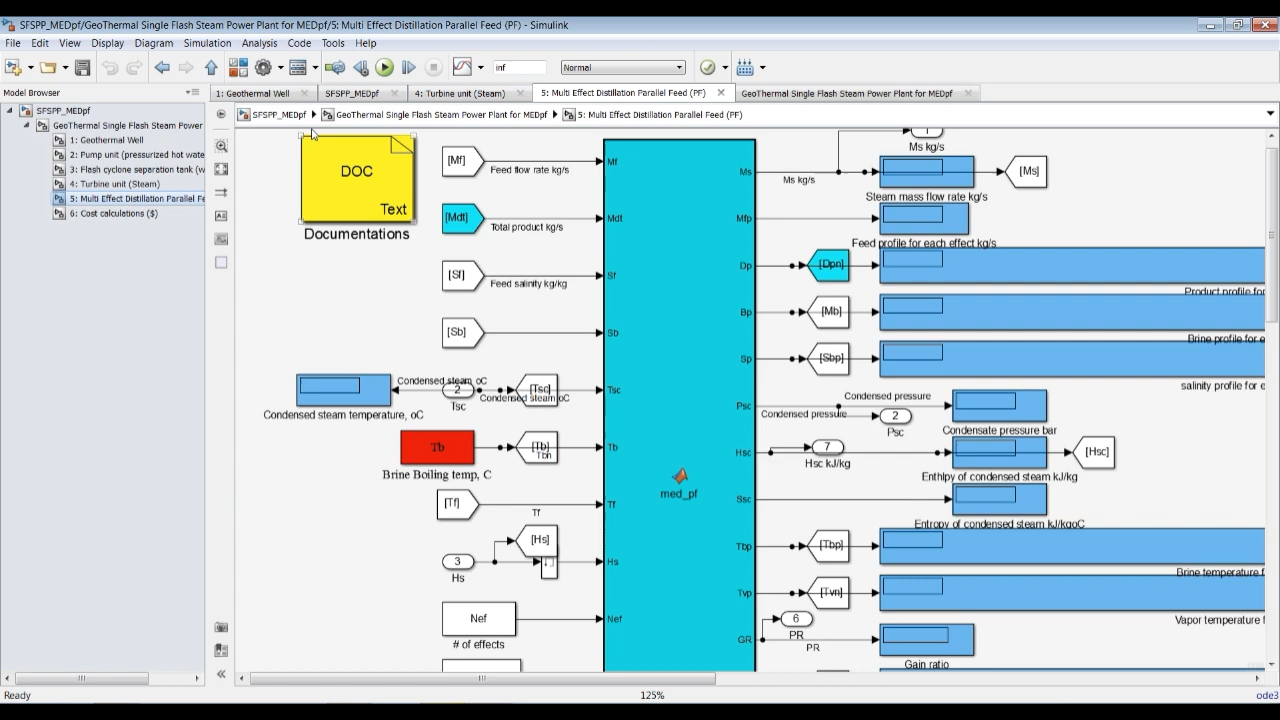 SFSPP_MEDpf/GeoThermal Single Flash Steam Power Plant for MEDpf/5: Multi Effect Distillation Parallel Feed (PF) - Simulink
File Edit View Display Diagram Simulation Analysis Code Tools Help
inf Normal
Model Browser
1: Geothermal Well SFSPP_MEDpf 4: Turbine unit (Steam) 5: Multi Effect Distillation Parallel Feed (PF) GeoThermal Single Flash Steam Power Plant for MEDpf
SFSPP_MEDpf GeoThermal Single Flash Steam Power Plant for MEDpf 5: Multi Effect Distillation Parallel Feed (PF)
SFSPP_MEDpf
GeoThermal Single Flash Steam Power
1: Geothermal Well
2: Pump unit (pressurized hot wate
3: Flash cyclone separation tank (w
4: Turbine unit (Steam)
5: Multi Effect Distillation Parallel Fe
6: Cost calculations ($)
DOC
Text
Documentations
[Mf]
Feed flow rate kg/s
[Mdt]
Total product kg/s
[Sf]
Feed salinity kg/kg
[Sb]
Condensed steam temperature, oC
Condensed steam oC
2
Tsc
[Tsc]
Condensed steam oC
Tb
Brine Boiling temp, C
[Tb]
Tbn
[Tf]
Tf
[Hs]
3
Hs
Nef
# of effects
Mf
Mdt
Sf
Sb
Tsc
Tb
Tf
Hs
Nef
med_pf
Ms
Mfp
Dp
Bp
Sp
Psc
Hsc
Ssc
Tbp
Tvp
GR
1
Ms kg/s
Ms kg/s
[Ms]
Steam mass flow rate kg/s
Feed profile for each effect kg/s
[Dpn]
Product profile for
[Mb]
Brine profile for e
[Sbp]
salinity profile for e
Condensed pressure
Condensed pressure
2
Psc
Condensate pressure bar
7
Hsc kJ/kg
[Hsc]
Enthlpy of condensed steam kJ/kg
Entropy of condensed steam kJ/kgoC
[Tbp]
Brine temperature f
[Tvn]
Vapor temperature f
6
PR
PR
Gain ratio
Ready 125% ode3